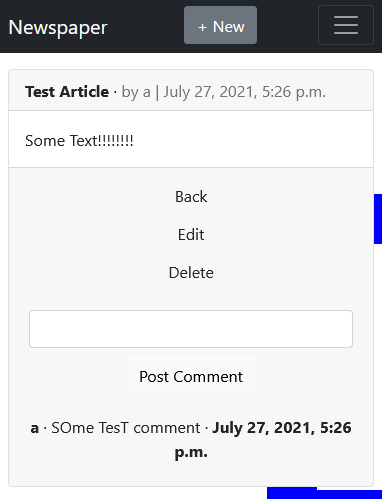 Newspaper
+ New
Test Article · by a | July 27, 2021, 5:26 p.m.
Some Text!!!!!!!!
Back
Edit
Delete
Post Comment
a · SOme TesT comment · July 27, 2021, 5:26
p.m.